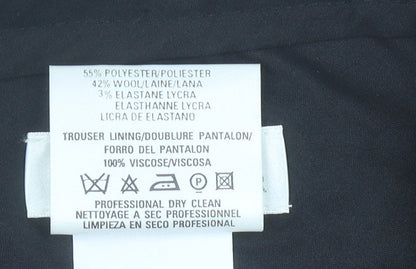 55% POLYESTER/POLIESTER
42% WOOL/LAINE/LANA
3% ELASTANE LYCRA
ELASTHANNE LYCRA
LICRA DE ELASTANO
TROUSER LINING/DOUBLURE PANTALON/
FORRO DEL PANTALON
100% VISCOSE/VISCOSA
P
PROFESSIONAL DRY CLEAN
NETTOYAGE A SEC PROFESSIONNEL
LIMPIEZA EN SECO PROFESIONAL